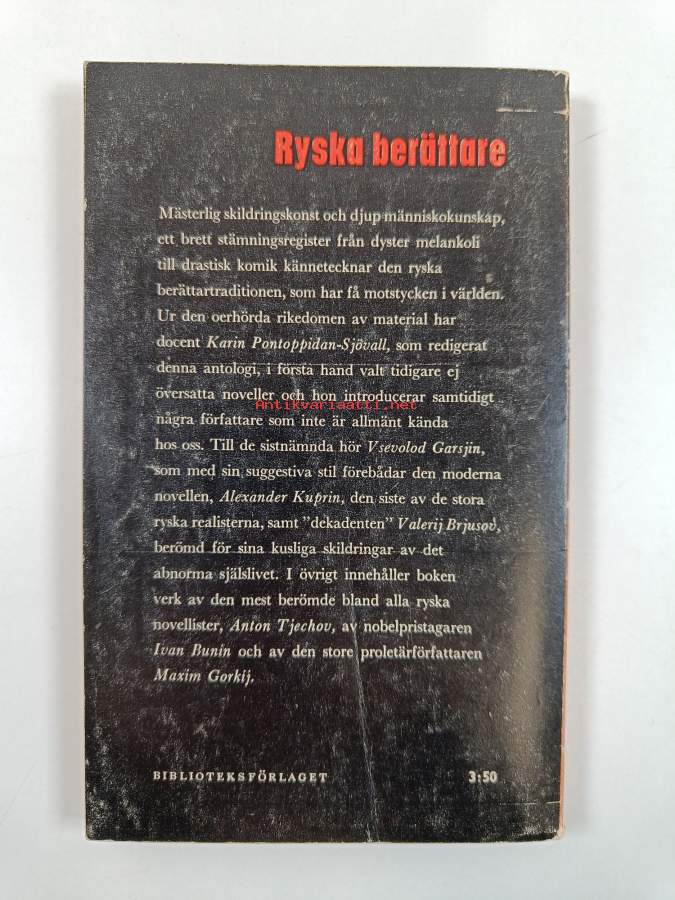 Ryska berättare
Mästerlig skildringskonst och djup människokunskap,
ett brett stämningsregister från dyster melankoli
till drastisk komik kännetecknar den ryska
berättartraditionen, som har få motstycken i världen.
Ur den oerhörda rikedomen av material har
docent Karin Pontoppidan-Sjövall, som redigerat
denna antologi, i första hand valt tidigare ej
översatta noveller och hon introducerar samtidigt
Antikvariaatti.net
några författare som inte är allmänt kända
hos oss. Till de sistnämnda hör Vsevolod Garsjin,
som med sin suggestiva stil förebådar den moderna
novellen, Alexander Kuprin, den siste av de stora
ryska realisterna, samt "dekadenten" Valerij Brjusov,
berömd för sina kusliga skildringar av det
abnorma själslivet. I övrigt innehåller boken
verk av den mest berömde bland alla ryska
novellister, Anton Tjechov, av nobelpristagaren
Ivan Bunin och av den store proletärförfattaren
Maxim Gorkij.
BIBLIOTEKSFÖRLAGET 3:50